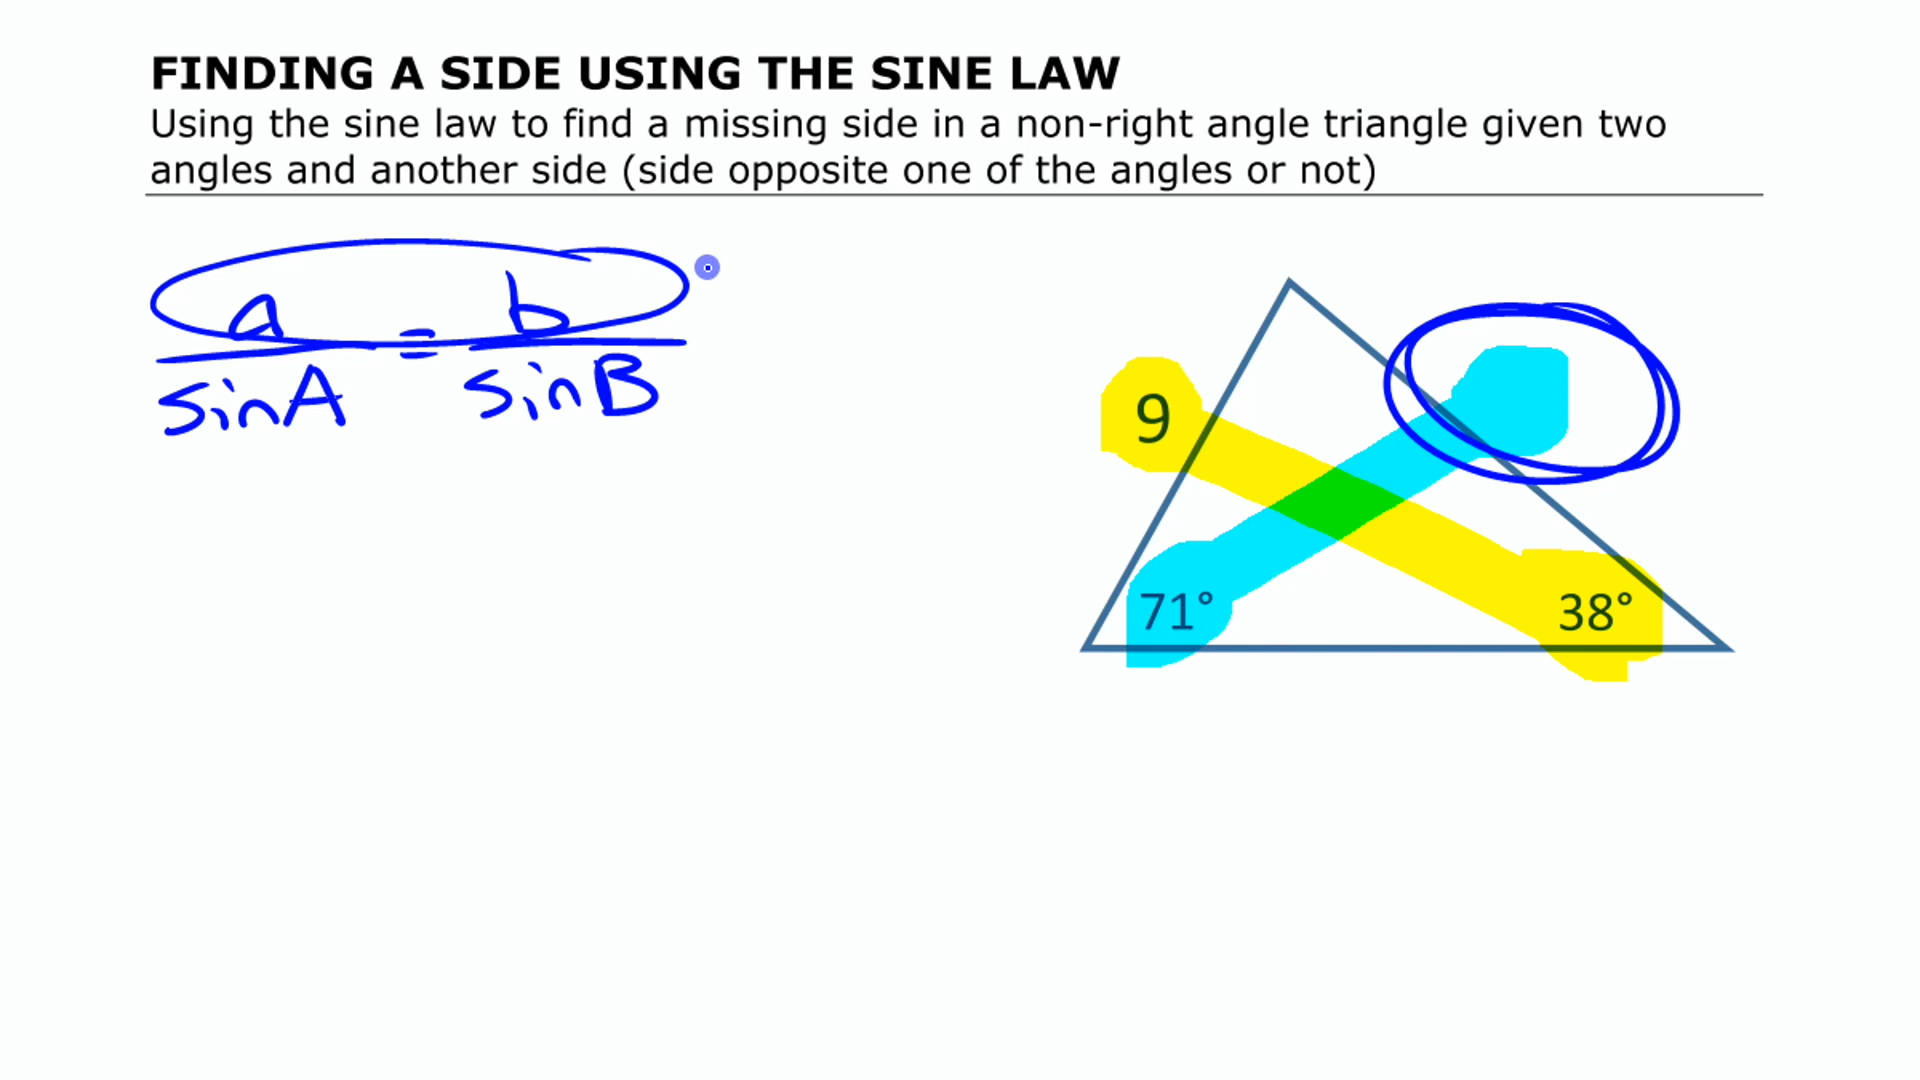 FINDING A SIDE USING THE SINE LAW
Using the sine law to find a missing side in a non-right angle triangle given two
angles and another side (side opposite one of the angles or not)
a = b
sinA sinB
9
71° 38°